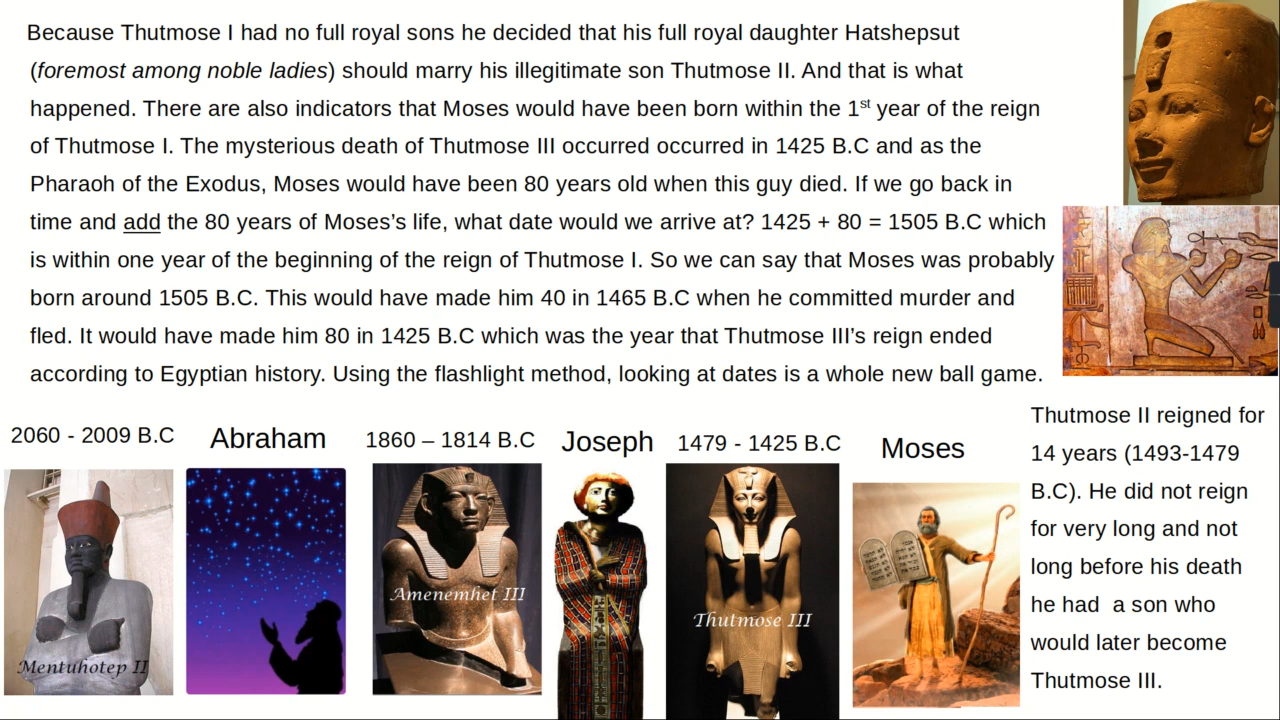 Because Thutmose I had no full royal sons he decided that his full royal daughter Hatshepsut
(foremost among noble ladies) should marry his illegitimate son Thutmose II. And that is what
happened. There are also indicators that Moses would have been born within the 1st year of the reign
of Thutmose I. The mysterious death of Thutmose III occurred occurred in 1425 B.C and as the
Pharaoh of the Exodus, Moses would have been 80 years old when this guy died. If we go back in
time and add the 80 years of Moses's life, what date would we arrive at? 1425 + 80 = 1505 B.C which
is within one year of the beginning of the reign of Thutmose I. So we can say that Moses was probably
born around 1505 B.C. This would have made him 40 in 1465 B.C when he committed murder and
fled. It would have made him 80 in 1425 B.C which was the year that Thutmose III's reign ended
according to Egyptian history. Using the flashlight method, looking at dates is a whole new ball game.
2060 - 2009 B.C
Abraham
1860 – 1814 B.C
Joseph
1479 - 1425 B.C
Moses
Mentuhotep II
Amenemhet III
Thutmose III
Thutmose II reigned for
14 years (1493-1479
B.C). He did not reign
for very long and not
long before his death
he had a son who
would later become
Thutmose III.